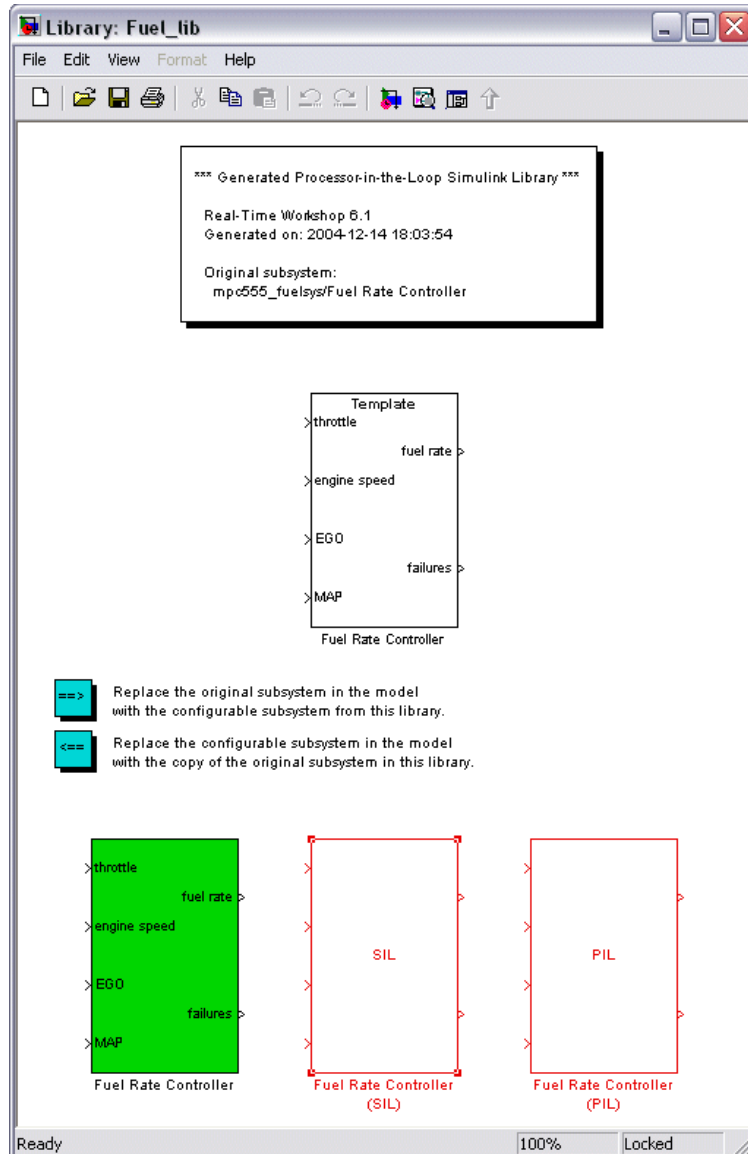 Library: Fuel_lib
File Edit View Format Help
*** Generated Processor-in-the-Loop Simulink Library ***
Real-Time Workshop 6.1
Generated on: 2004-12-14 18:03:54
Original subsystem:
mpc555_fuelsys/Fuel Rate Controller
Template
throttle
fuel rate
engine speed
EGO
failures
MAP
Fuel Rate Controller
==> Replace the original subsystem in the model
with the configurable subsystem from this library.
<== Replace the configurable subsystem in the model
with the copy of the original subsystem in this library.
throttle
fuel rate
engine speed
EGO
failures
MAP
Fuel Rate Controller
SIL
Fuel Rate Controller
(SIL)
PIL
Fuel Rate Controller
(PIL)
Ready 100% Locked